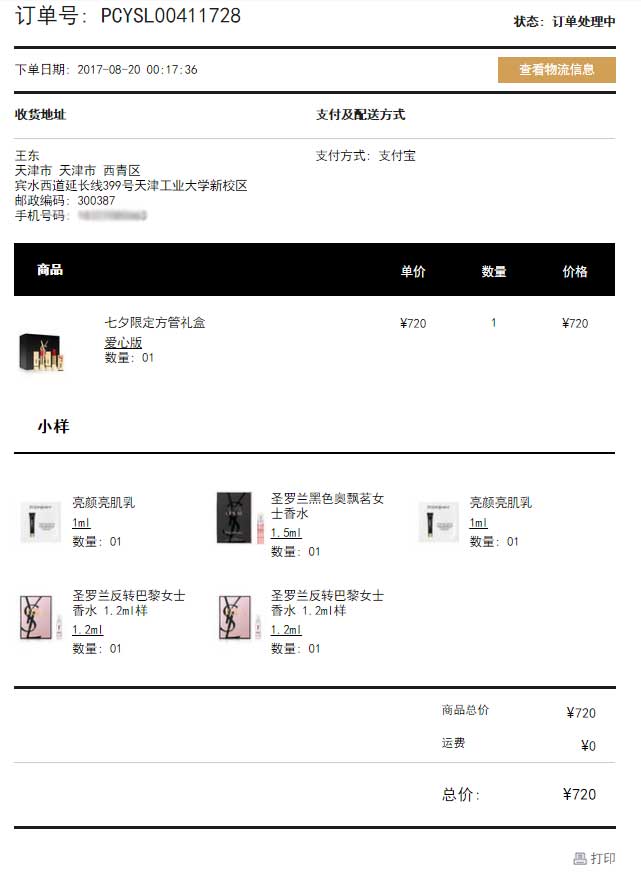 订单号: PCYSL00411728
状态: 订单处理中
下单日期: 2017-08-20 00:17:36
查看物流信息
收货地址
支付及配送方式
王东
天津市 天津市 西青区
宾水西道延长线399号天津工业大学新校区
邮政编码: 300387
手机号码:
支付方式: 支付宝
商品 单价 数量 价格
七夕限定方管礼盒 ¥720 1 ¥720
爱心版
数量: 01
小样
亮颜亮肌乳
1ml
数量: 01
圣罗兰黑色奥飘茗女
士香水
1.5ml
数量: 01
亮颜亮肌乳
1ml
数量: 01
圣罗兰反转巴黎女士
香水 1.2ml样
1.2ml
数量: 01
圣罗兰反转巴黎女士
香水 1.2ml样
1.2ml
数量: 01
商品总价 ¥720
运费 ¥0
总价: ¥720
打印